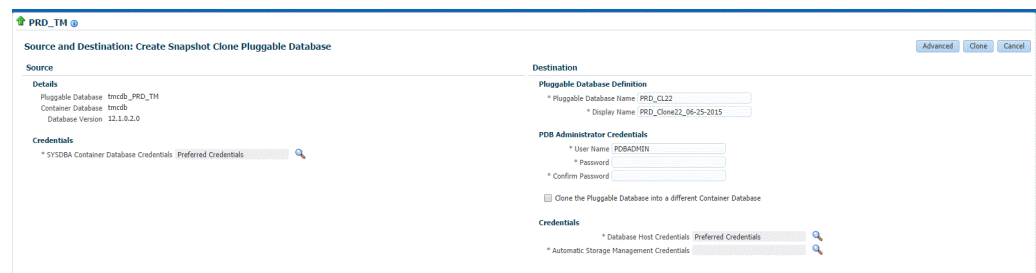 PRD_TM
Source and Destination: Create Snapshot Clone Pluggable Database
Advanced Clone Cancel
Source
Details
Pluggable Database tmcdb_PRD_TM
Container Database tmcdb
Database Version 12.1.0.2.0
Credentials
* SYSDBA Container Database Credentials Preferred Credentials
Destination
Pluggable Database Definition
* Pluggable Database Name PRD_CL22
* Display Name PRD_Clone22_06-25-2015
PDB Administrator Credentials
* User Name PDBADMIN
* Password
* Confirm Password
Clone the Pluggable Database into a different Container Database
Credentials
* Database Host Credentials Preferred Credentials
* Automatic Storage Management Credentials